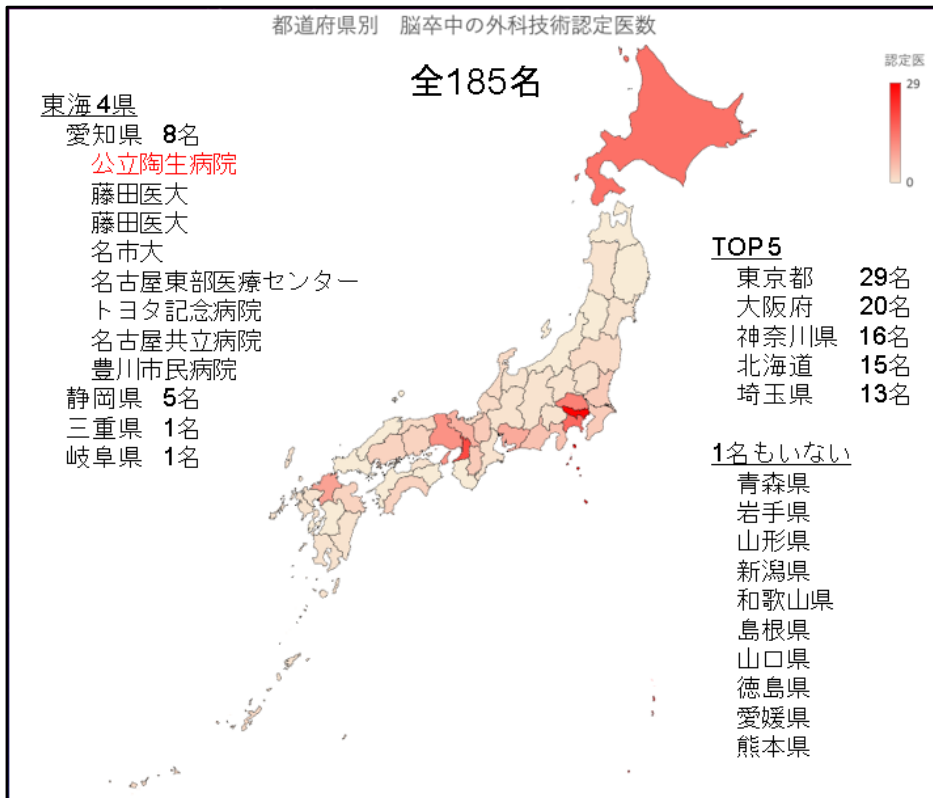 都道府県別 脳卒中の外科技術認定医数
全185名
認定医
29
0
東海4県
愛知県 8名
公立陶生病院
藤田医大
藤田医大
名市大
名古屋東部医療センター
トヨタ記念病院
名古屋共立病院
豊川市民病院
静岡県 5名
三重県 1名
岐阜県 1名
TOP5
東京都 29名
大阪府 20名
神奈川県 16名
北海道 15名
埼玉県 13名
1名もいない
青森県
岩手県
山形県
新潟県
和歌山県
島根県
山口県
徳島県
愛媛県
熊本県